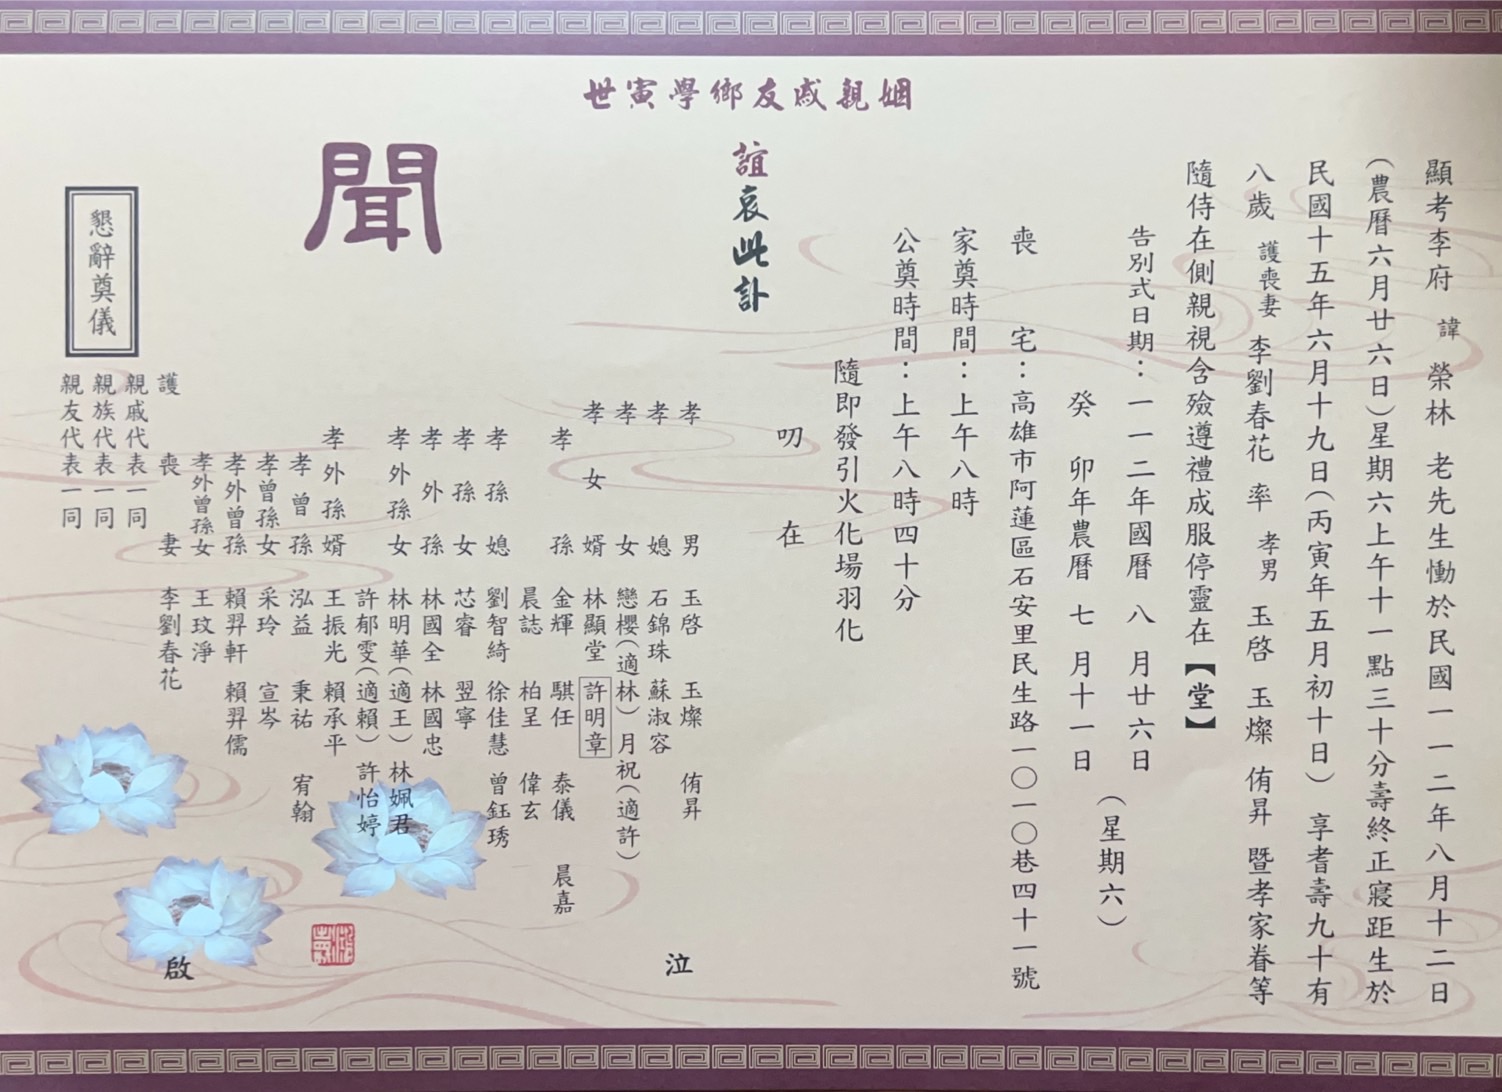 顯考李府諱榮林老先生慟於民國一一二年八月十二日
(農曆六月廿六日)星期六上午十一點三十分壽終正寢距生於
民國十五年六月十九日(丙寅年五月初十日)享耆壽九十有
八歲護喪妻李劉春花率孝男玉啓玉燦侑昇暨孝家眷等
隨侍在側親視含殮遵禮成服停靈在【堂】
告別式日期：一一二年國曆八月廿六日
癸卯年農曆七月十一日
(星期六)
喪宅：高雄市阿蓮區石安里民生路一〇一〇巷四十一號
家奠時間：上午八時
公奠時間：上午八時四十分
隨即發引火化場羽化
叨在
姻親戚友鄉學寅世
誼哀此訃
聞
孝男玉啓玉燦侑昇
孝媳石錦珠蘇淑容
孝女戀櫻(適林)月祝(適許)
孝女婿林顯堂許明章
孝孫金輝騏任泰儀晨嘉
晨誌柏呈偉玄
孝孫媳劉智綺徐佳慧曾鈺琇
孝孫女芯睿翌寧
孝外孫林國全林國忠
孝外孫女林明華(適王)林姵君
許郁雯(適賴)許怡婷
孝外孫婿王振光賴承平
孝曾孫泓益秉祐宥翰
孝曾孫女采玲宣岑
孝外曾孫賴羿軒賴羿儒
孝外曾孫女王玟淨
護喪妻李劉春花
親戚代表一同
親族代表一同
親友代表一同
泣
啟
懇辭奠儀